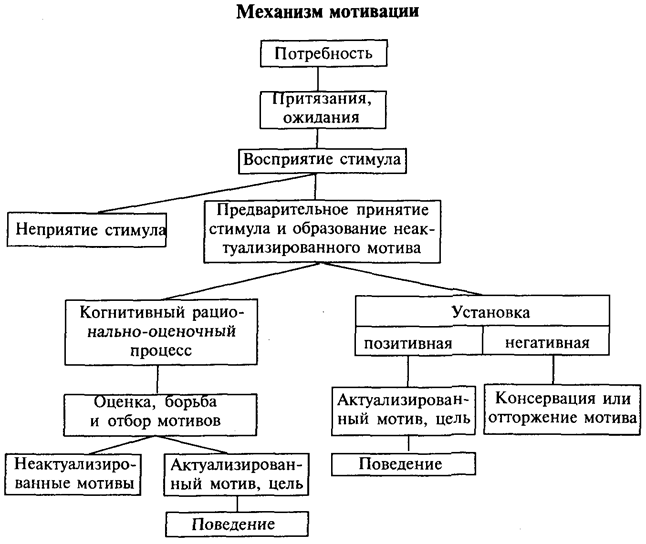 Механизм мотивации
Потребность
Притязания,
ожидания
Восприятие стимула
Неприятие стимула
Предварительное принятие
стимула и образование неак-
туализированного мотива
Когнитивный рацио-
нально-оценочный
процесс
Установка
позитивная
негативная
Оценка, борьба
и отбор мотивов
Актуализирован-
ный мотив, цель
Консервация или
отторжение мотива
Неактуализиро-
ванные мотивы
Актуализирован-
ный мотив, цель
Поведение
Поведение